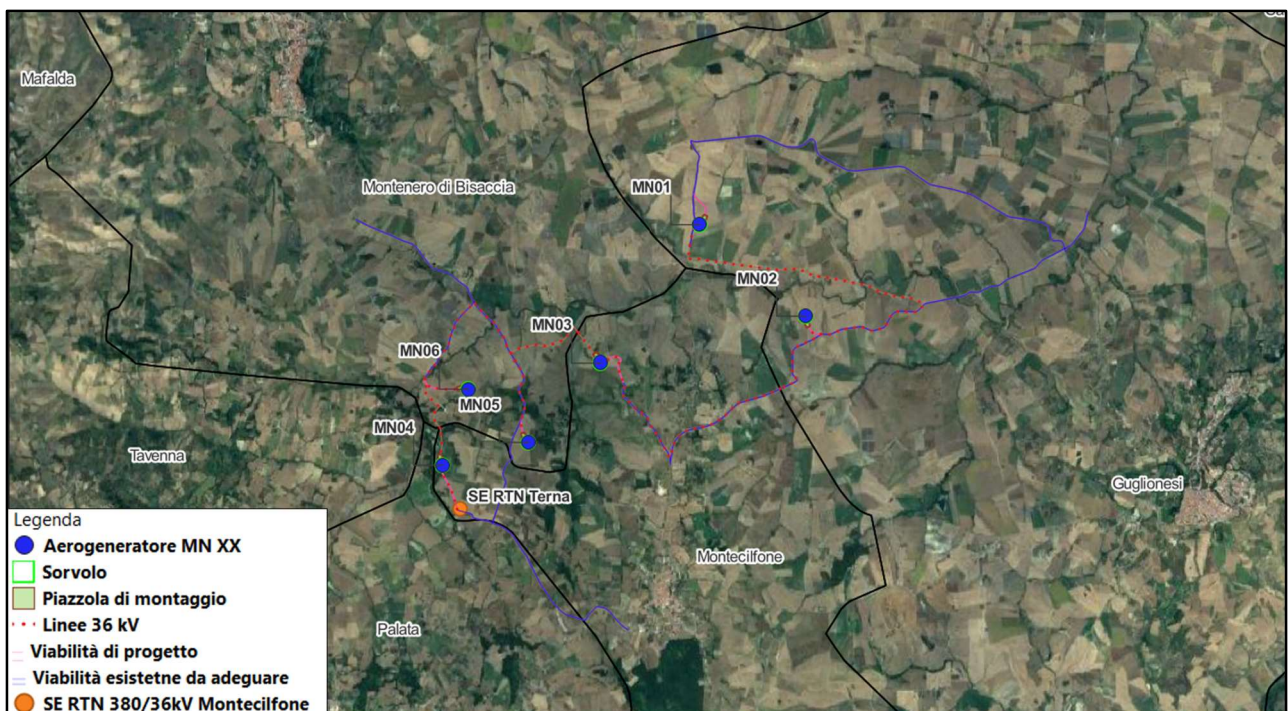 Mafalda
Montenero di Bisaccia
MN01
MN02
MN03
MN06
MN05
MN04
Tavenna
SE RTN Terna
Guglionesi
Montecilfone
Palata
Legenda
Aerogeneratore MN XX
Sorvolo
Piazzola di montaggio
Linee 36 kV
Viabilità di progetto
Viabilità esistetne da adeguare
SE RTN 380/36kV Montecilfone